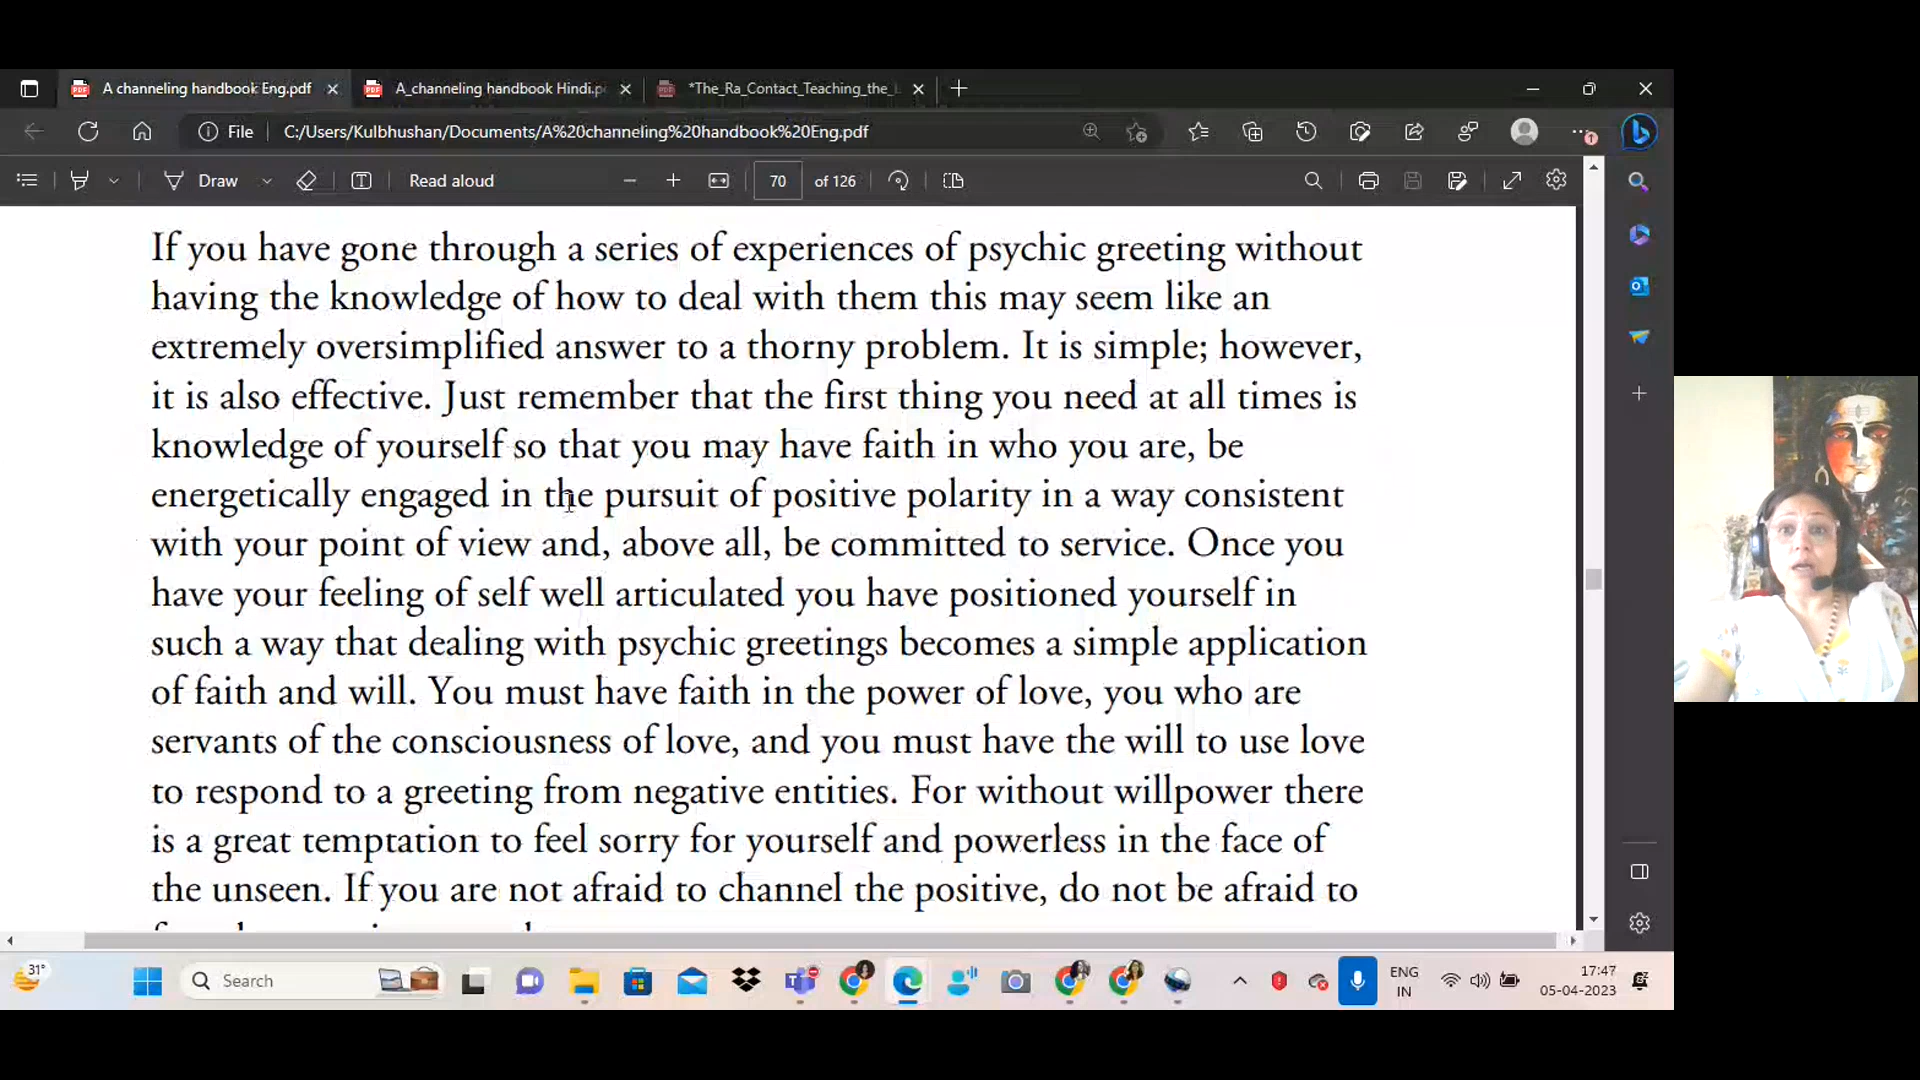 A channeling handbook Eng.pdf
A_channeling handbook Hindi.p
*The_Ra_Contact_Teaching_the_L
File
C:/Users/Kulbhushan/Documents/A%20channeling%20handbook%20Eng.pdf
Draw
Read aloud
70
of 126
If you have gone through a series of experiences of psychic greeting without
having the knowledge of how to deal with them this may seem like an
extremely oversimplified answer to a thorny problem. It is simple; however,
it is also effective. Just remember that the first thing you need at all times is
knowledge of yourself so that you may have faith in who you are, be
energetically engaged in the pursuit of positive polarity in a way consistent
with your point of view and, above all, be committed to service. Once you
have your feeling of self well articulated you have positioned yourself in
such a way that dealing with psychic greetings becomes a simple application
of faith and will. You must have faith in the power of love, you who are
servants of the consciousness of love, and you must have the will to use love
to respond to a greeting from negative entities. For without willpower there
is a great temptation to feel sorry for yourself and powerless in the face of
the unseen. If you are not afraid to channel the positive, do not be afraid to
31°
Search
ENG
IN
17:47
05-04-2023